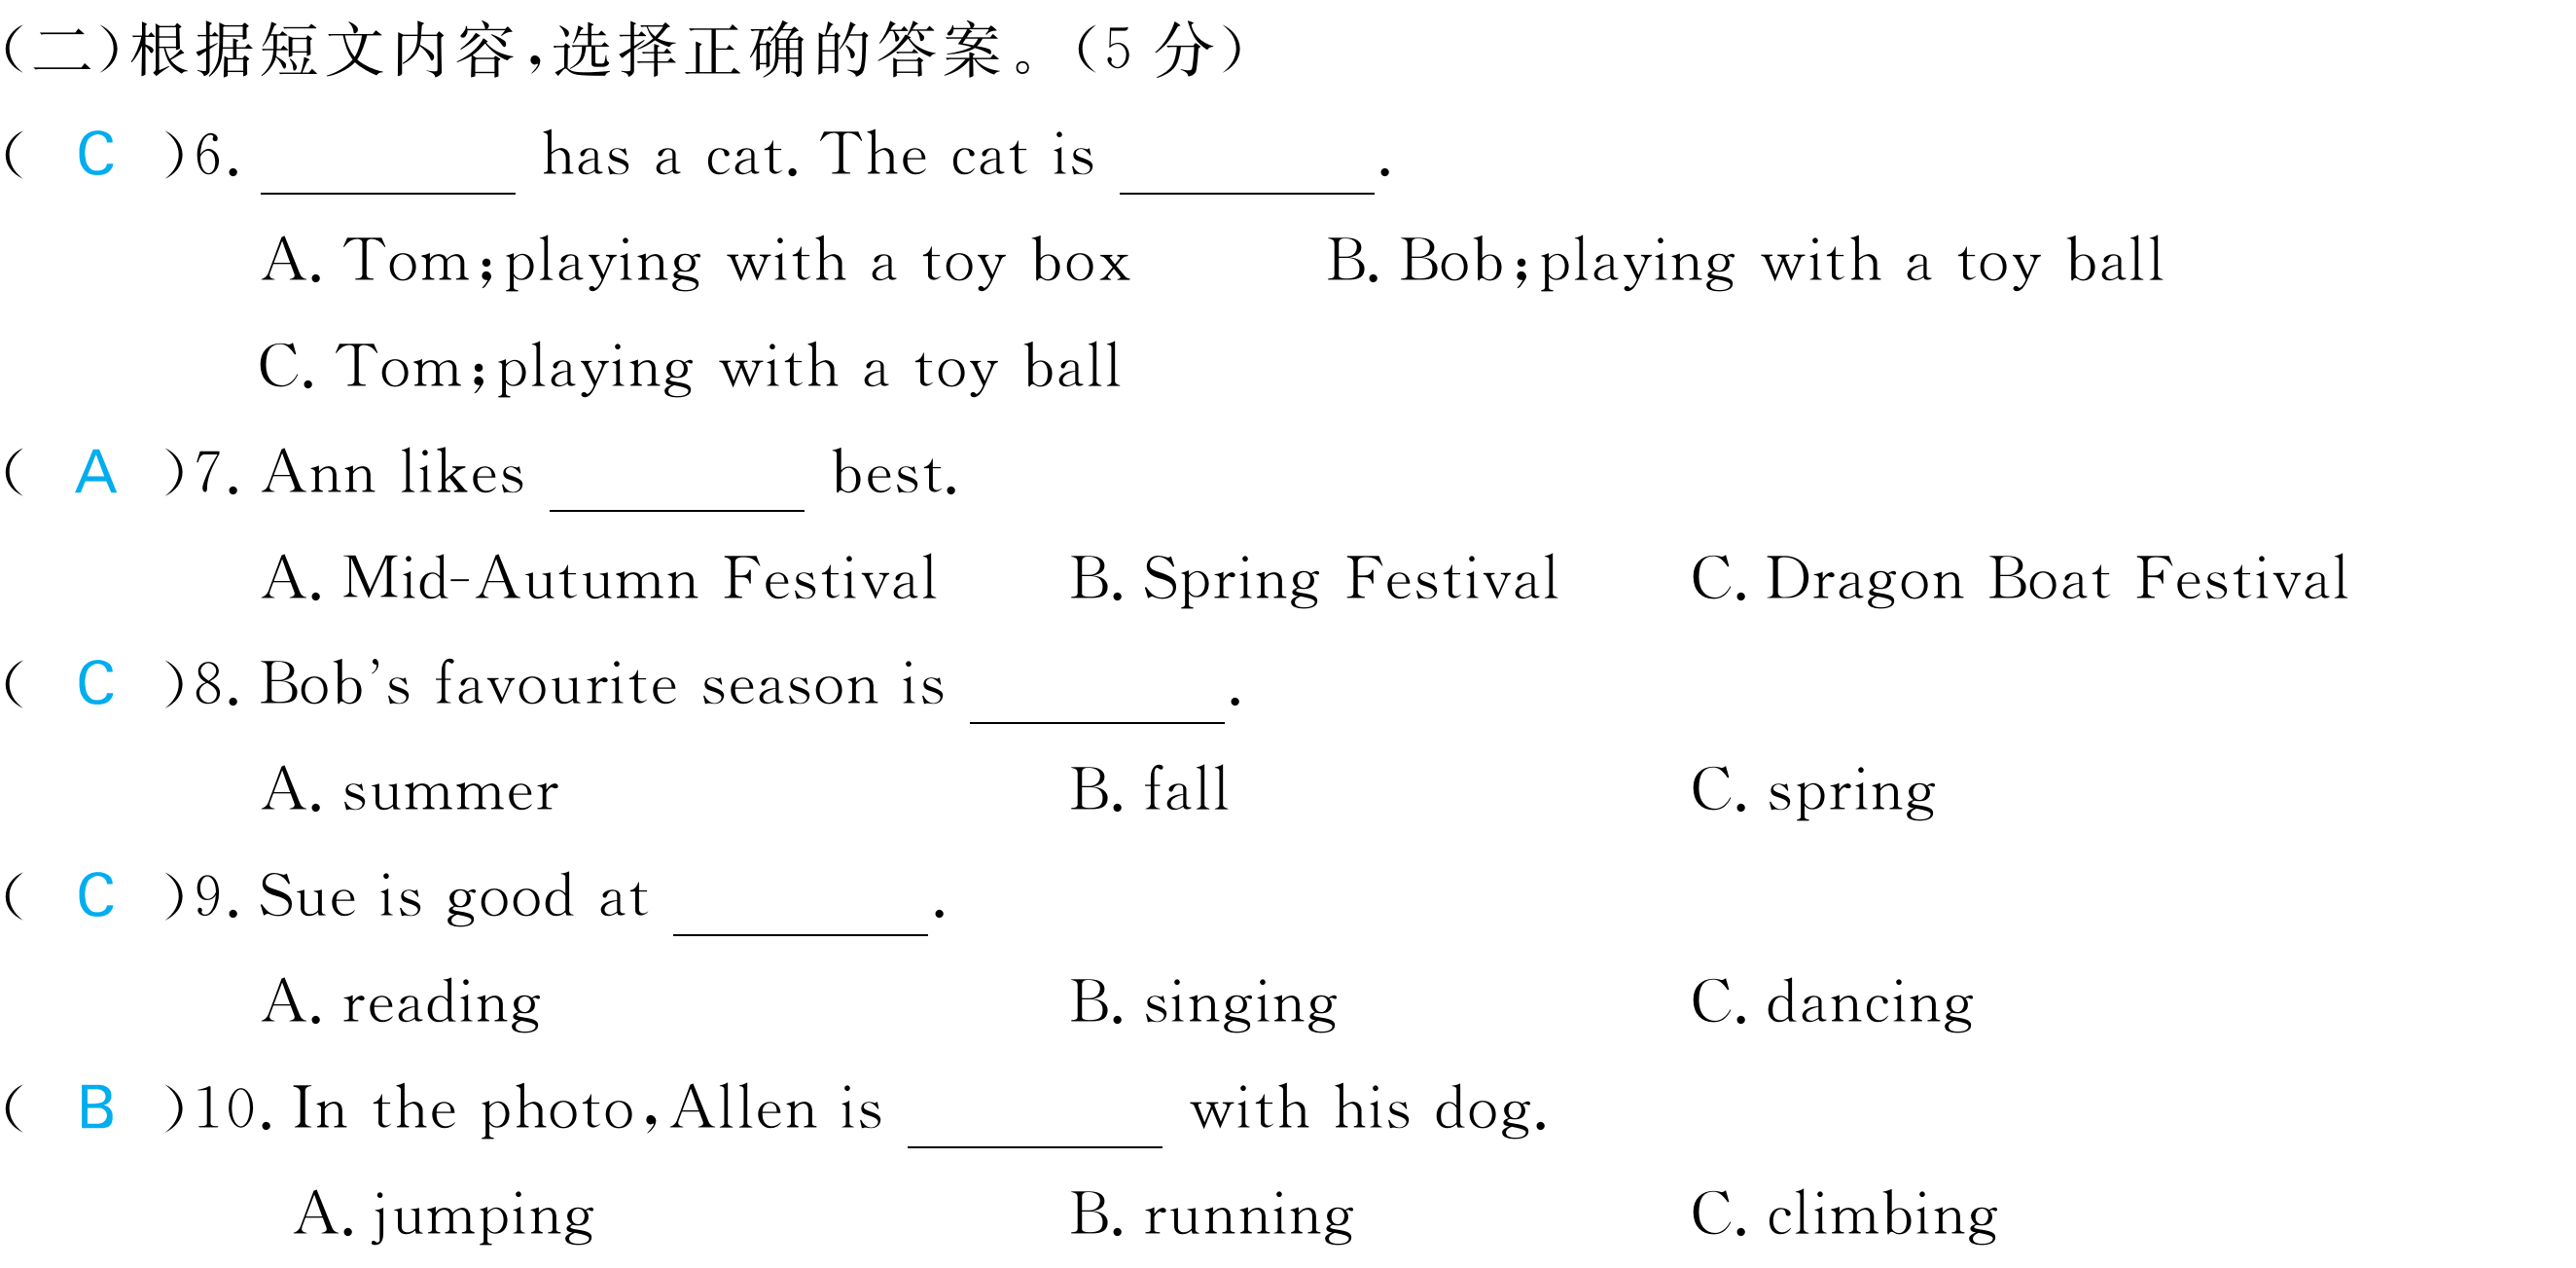 (二)根据短文内容,选择正确的答案。(5 分)
( C )6. ________ has a cat. The cat is ________.
A. Tom;playing with a toy box B. Bob;playing with a toy ball
C. Tom;playing with a toy ball
( A )7. Ann likes ________ best.
A. Mid-Autumn Festival B. Spring Festival C. Dragon Boat Festival
( C )8. Bob's favourite season is ________.
A. summer B. fall C. spring
( C )9. Sue is good at ________.
A. reading B. singing C. dancing
( B )10. In the photo,Allen is ________ with his dog.
A. jumping B. running C. climbing